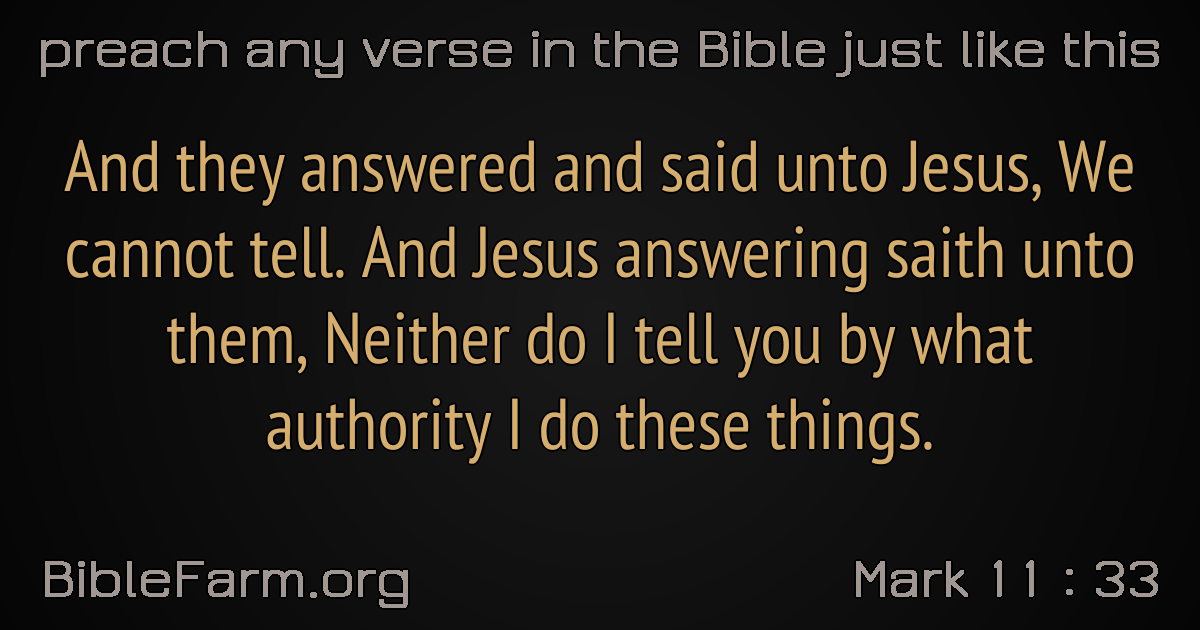 preach any verse in the Bible just like this
And they answered and said unto Jesus, We
cannot tell. And Jesus answering saith unto
them, Neither do I tell you by what
authority I do these things.
BibleFarm.org
Mark 11 : 33